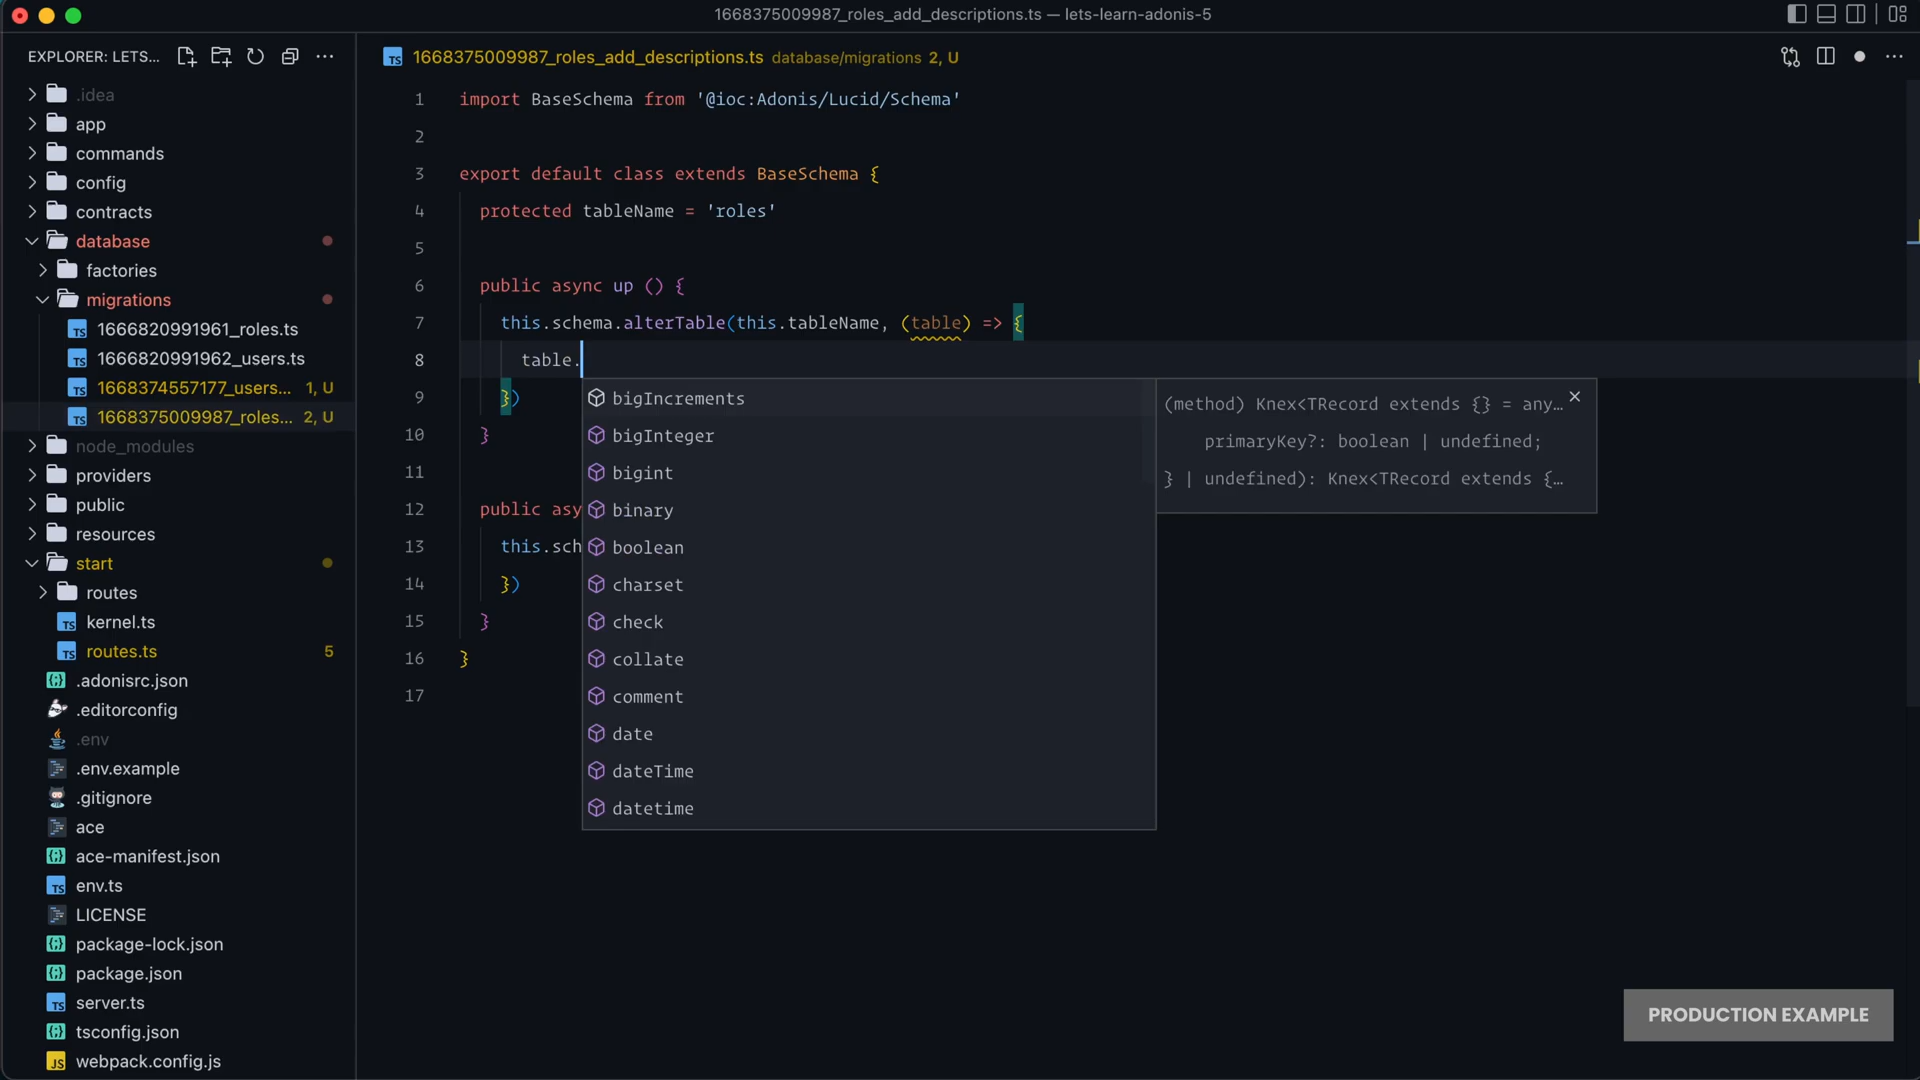 1668375009987_roles_add_descriptions.ts — lets-learn-adonis-5
EXPLORER: LETS...
.idea
app
commands
config
contracts
database
factories
migrations
1666820991961_roles.ts
1666820991962_users.ts
1668374557177_users... 1, U
1668375009987_roles... 2, U
node_modules
providers
public
resources
start
routes
kernel.ts
routes.ts 5
.adonisrc.json
.editorconfig
.env
.env.example
.gitignore
ace
ace-manifest.json
env.ts
LICENSE
package-lock.json
package.json
server.ts
tsconfig.json
webpack.config.js
1668375009987_roles_add_descriptions.ts database/migrations 2, U
1 import BaseSchema from '@ioc:Adonis/Lucid/Schema'
2
3 export default class extends BaseSchema {
4 protected tableName = 'roles'
5
6 public async up () {
7 this.schema.alterTable(this.tableName, (table) => {
8 table.
9 })
10 }
11
12 public asy
13 this.sch
14 })
15 }
16 }
17
bigIncrements
bigInteger
bigint
binary
boolean
charset
check
collate
comment
date
dateTime
datetime
(method) Knex<TRecord extends {} = any...
primaryKey?: boolean | undefined;
} | undefined): Knex<TRecord extends {...
PRODUCTION EXAMPLE